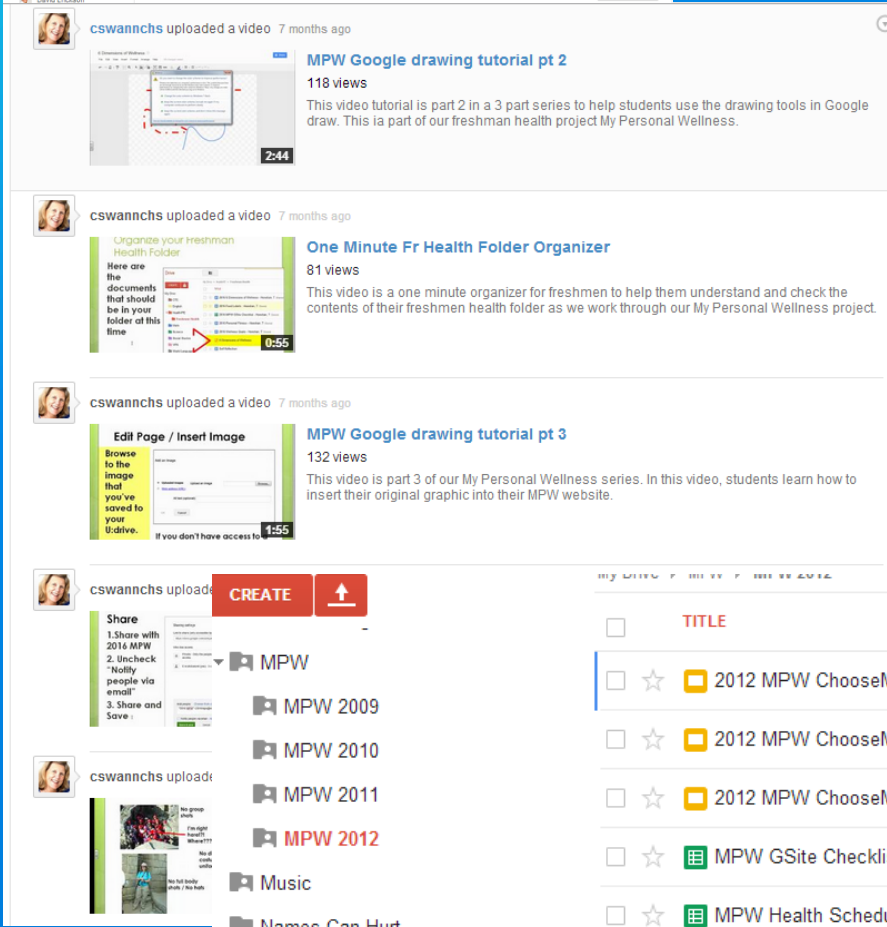 cswannchs uploaded a video 7 months ago
MPW Google drawing tutorial pt 2
118 views
This video tutorial is part 2 in a 3 part series to help students use the drawing tools in Google
draw. This ia part of our freshman health project My Personal Wellness.
2:44
cswannchs uploaded a video 7 months ago
Organize your Freshman
Health Folder
Here are
the
documents
that should
be in your
folder at this
time
0:55
One Minute Fr Health Folder Organizer
81 views
This video is a one minute organizer for freshmen to help them understand and check the
contents of their freshmen health folder as we work through our My Personal Wellness project.
cswannchs uploaded a video 7 months ago
Edit Page / Insert Image
Browse
to the
image
that
you've
saved to
your
U:drive.
If you don't have access to
1:55
MPW Google drawing tutorial pt 3
132 views
This video is part 3 of our My Personal Wellness series. In this video, students learn how to
insert their original graphic into their MPW website.
cswannchs uploade
Share
1.Share with
2016 MPW
2. Uncheck
"Notify
people via
email"
3. Share and
Save
cswannchs uploade
No group
shots
I'm right
here!!!
Where???
No full body
shots / No hats
CREATE
MPW
MPW 2009
MPW 2010
MPW 2011
MPW 2012
Music
Names Can Hurt
My Drive MPW MPW 2012
TITLE
2012 MPW Choose
2012 MPW Choose
2012 MPW Choose
MPW GSite Checkli
MPW Health Schedu